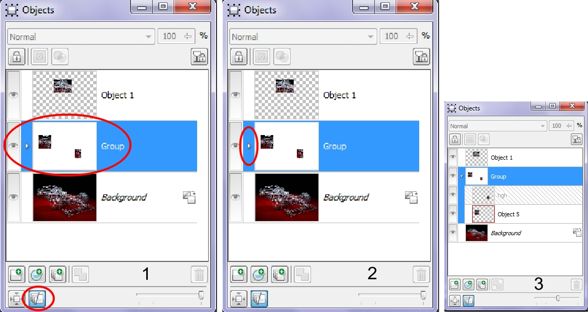 Objects
Normal 100 %
Object 1
Group
Background
1
Objects
Normal 100 %
Object 1
Group
Background
2
Objects
Normal 100 %
Object 1
Group
high
Object 5
Background
3